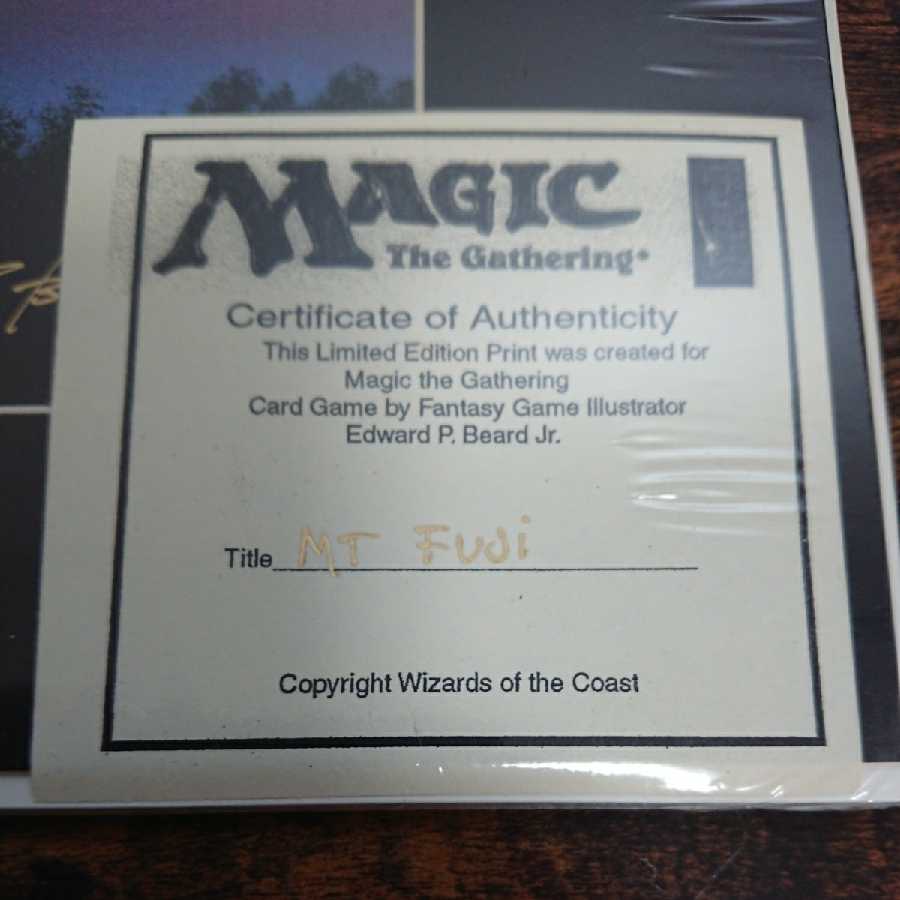 MAGIC
The Gathering®
Certificate of Authenticity
This Limited Edition Print was created for
Magic the Gathering
Card Game by Fantasy Game Illustrator
Edward P. Beard Jr.
Title MT FUJi
Copyright Wizards of the Coast